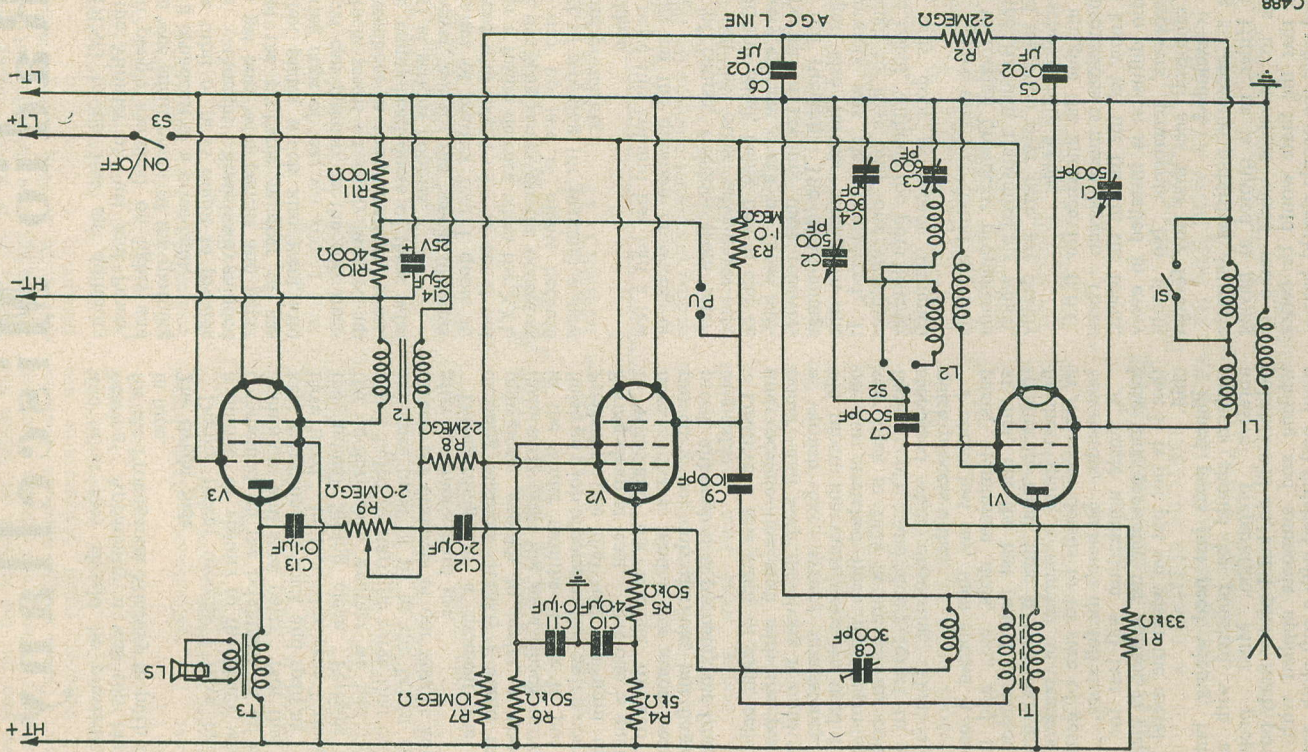 HT+
T1
R4
5kΩ
R6
50kΩ
R7
10MEGΩ
T3
LS
R1
33kΩ
C8
300pF
C10
4·0µF
C11
0·1µF
R5
50kΩ
C12
2·0µF
C13
0·1µF
R9
2·0MEGΩ
V1
V2
V3
C9
100pF
R8
2·2MEGΩ
L1
C7
500pF
S2
L2
T2
S1
PU
C14
25µF
25V
HT-
C2
500
PF
R3
1·0
MEGΩ
R10
400Ω
C4
300
PF
C1
500pF
C3
600
PF
R11
100Ω
ON/OFF
S3
LT+
LT-
C5
0·02
µF
C6
0·02
µF
R2
2·2MEGΩ
AGC LINE
C488